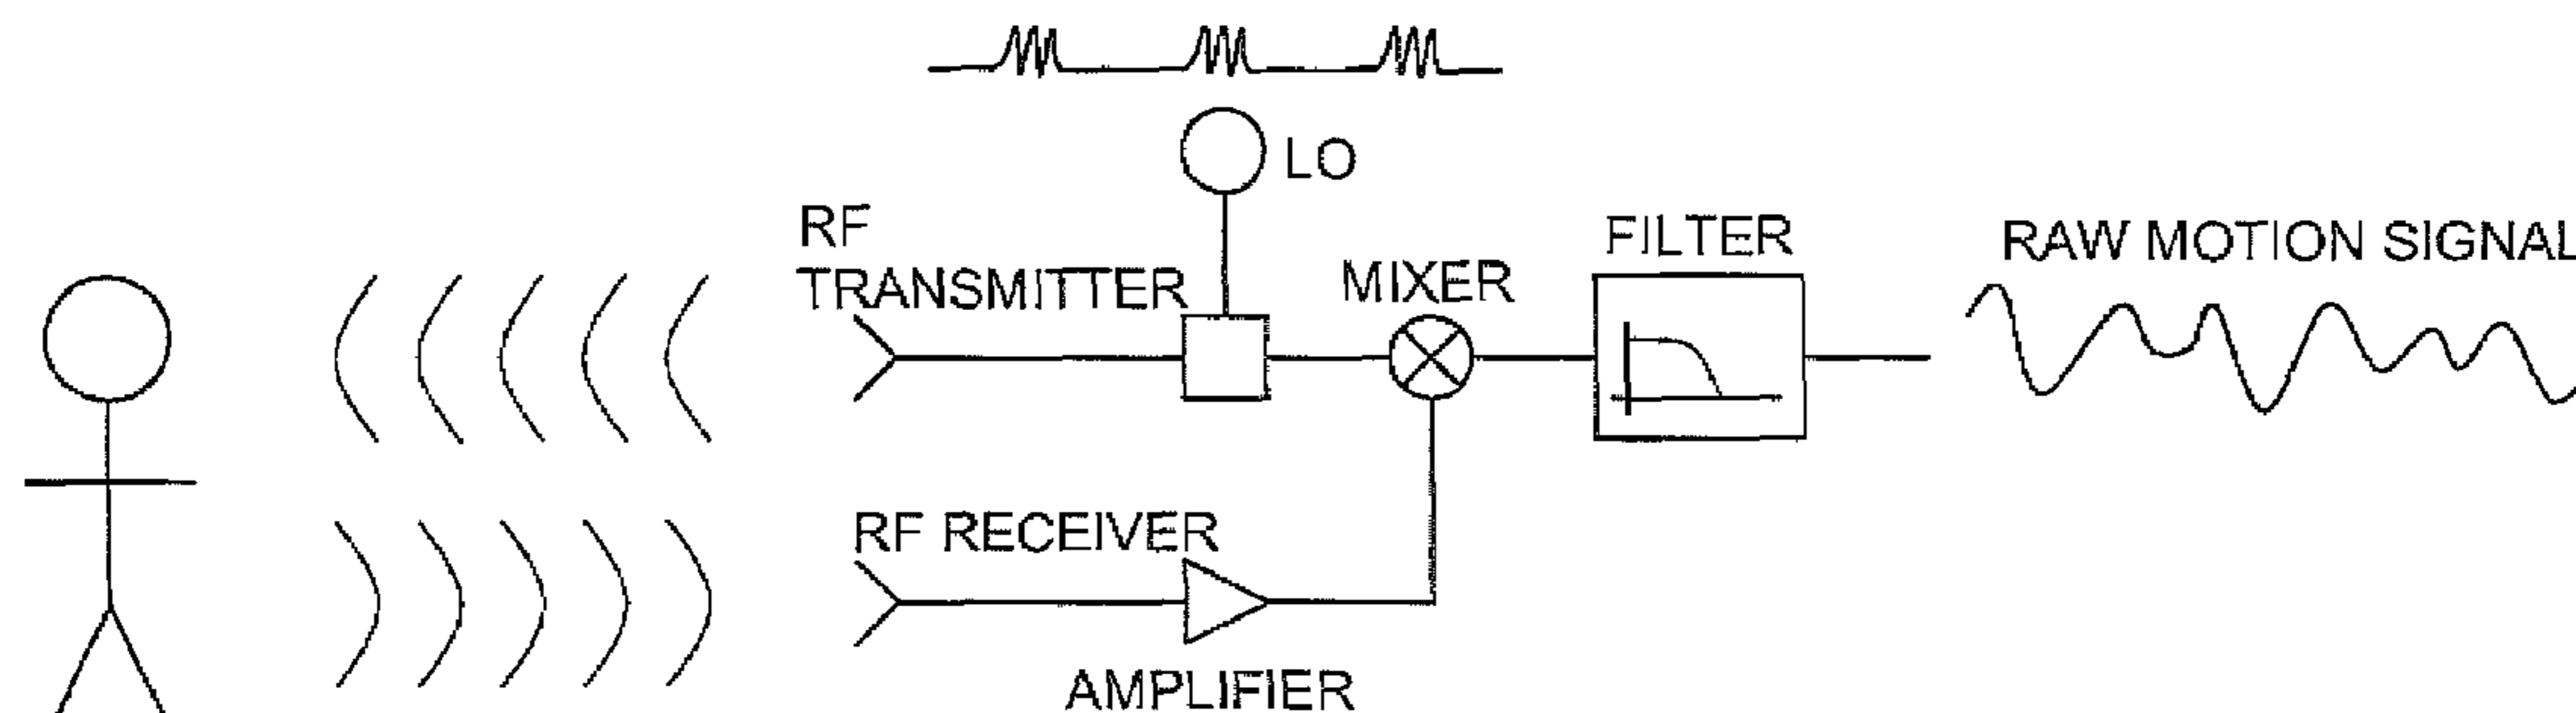 LO
RF
TRANSMITTER
MIXER
FILTER
RAW MOTION SIGNAL
RF RECEIVER
AMPLIFIER